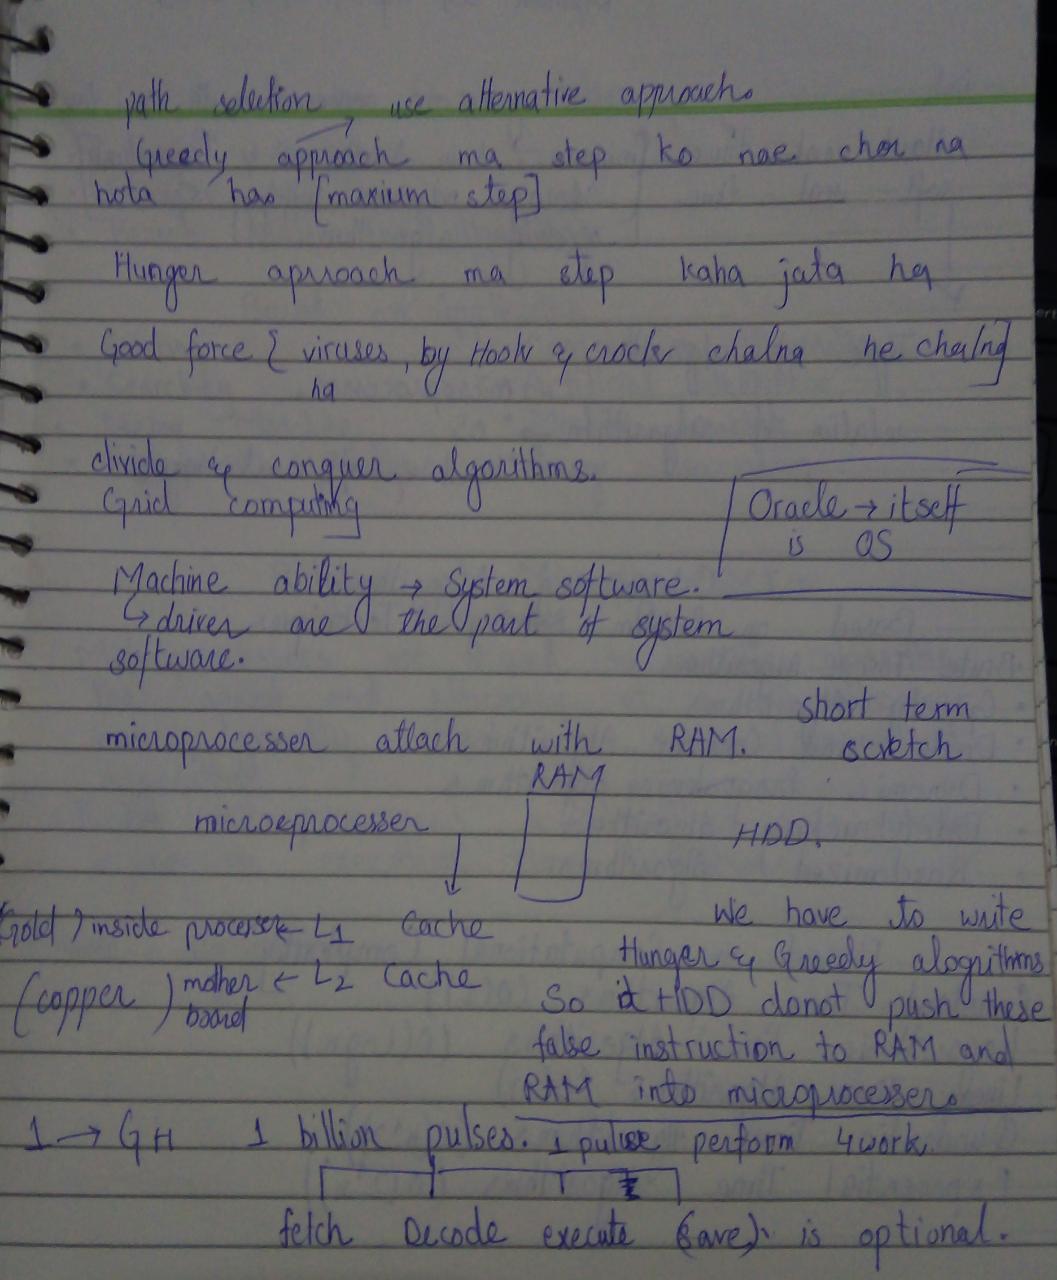 path selection use alternative approach.
Greedy approach ma step ko nae chor na
hota ha. [maxium step]
Hunger aproach ma step kaha jata ha
Good force { viruses, by Hook & crock chalna he chalna]
ha
divide & conquer algorithms.
Grid computing
Oracle → itself
is OS
Machine ability → System software.
↳ driver are the part of system
software.
short term
microprocesser attach with RAM. scretch
RAM
microeprocesser
HDD.
(Gold) inside processer ← L1 Cache
We have to write
Hunger & Greedy alogrithms
(copper) mother ← L2 Cache
board
So HDD donot push these
false instruction to RAM and
RAM into microprocesser.
1 → GH 1 billion pulses. 1 pulse perform 4 work.
fetch Decode execute (save). is optional.